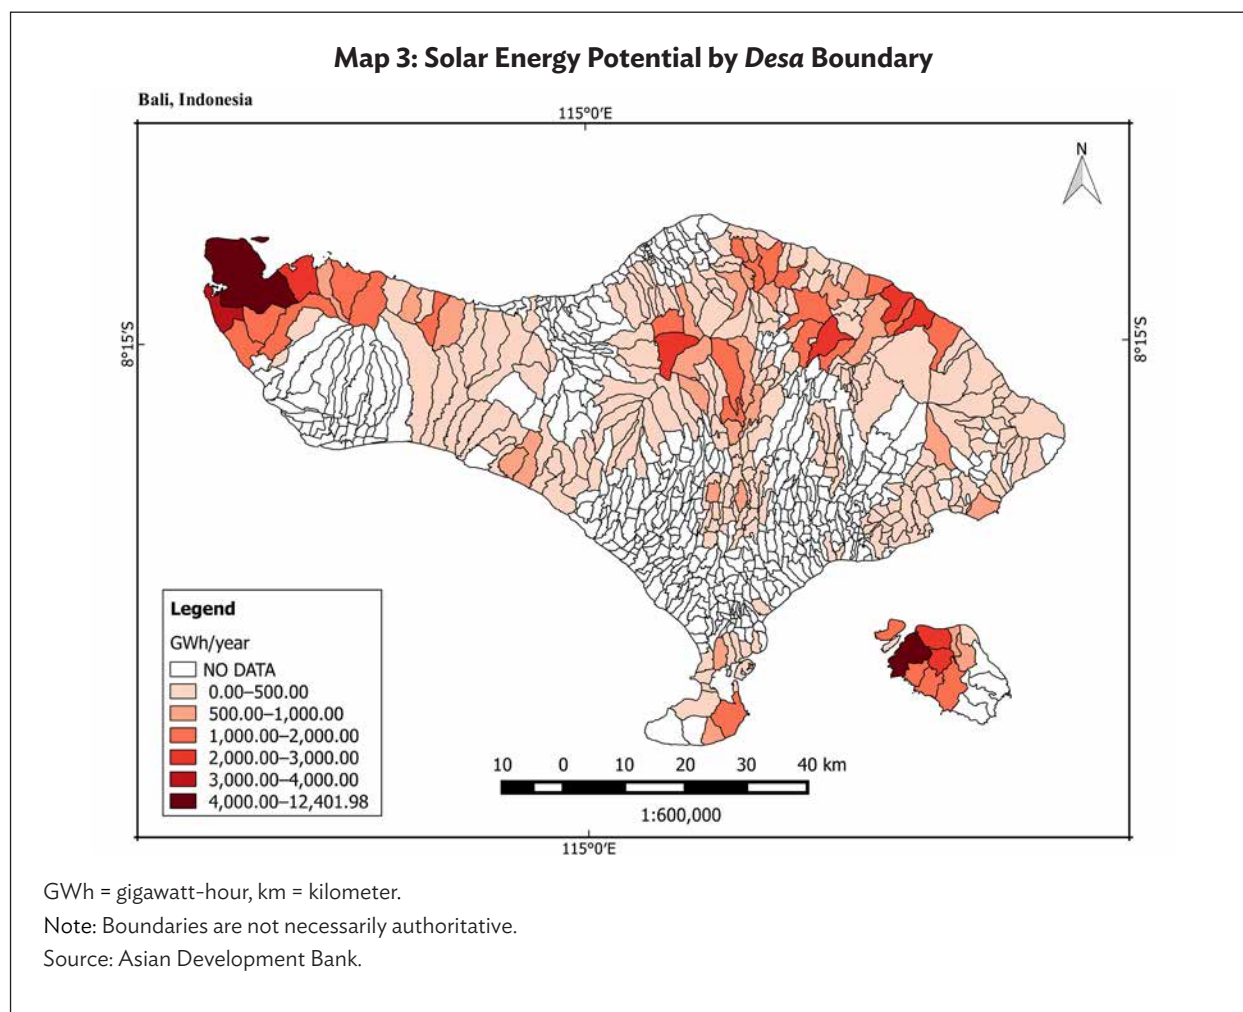 Map 3: Solar Energy Potential by Desa Boundary
Bali, Indonesia
115°0′E
N
8°15′S
8°15′S
Legend
GWh/year
NO DATA
0.00–500.00
500.00–1,000.00
1,000.00–2,000.00
2,000.00–3,000.00
3,000.00–4,000.00
4,000.00–12,401.98
10 0 10 20 30 40 km
1:600,000
115°0′E
GWh = gigawatt-hour, km = kilometer.
Note: Boundaries are not necessarily authoritative.
Source: Asian Development Bank.